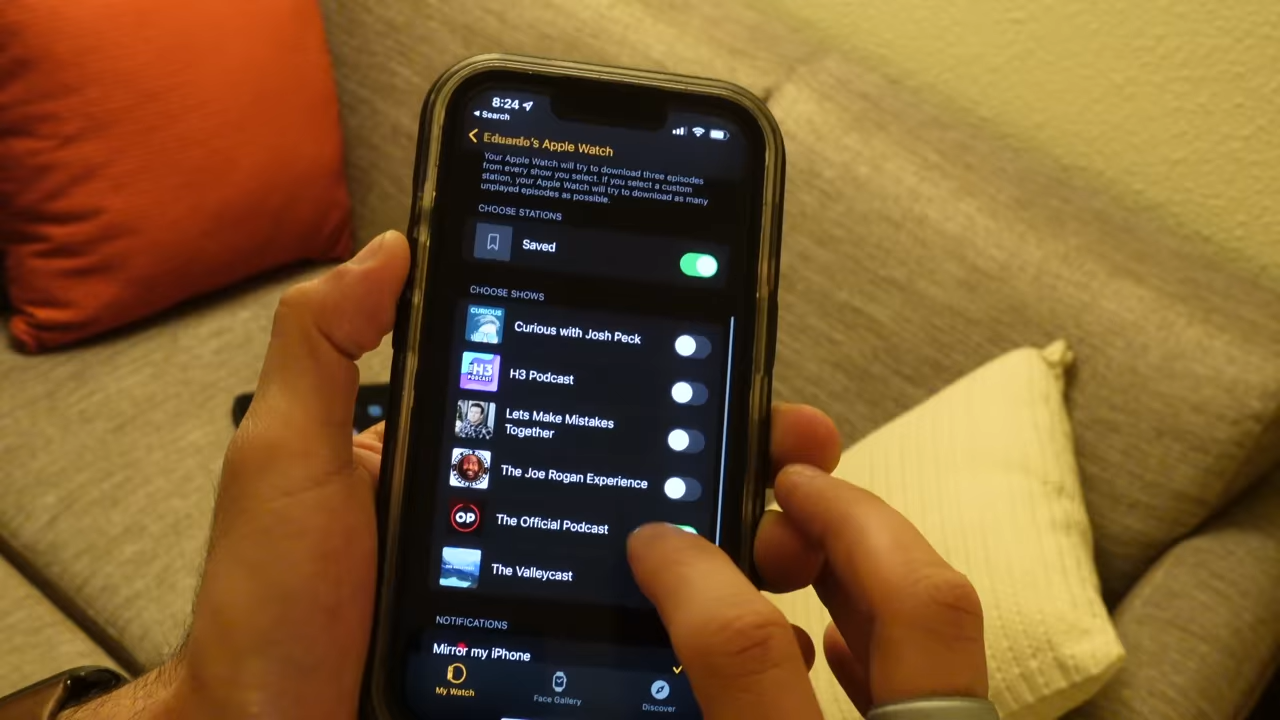 8:24
Search
Eduardo's Apple Watch
Your Apple Watch will try to download three episodes
from every show you select. If you select a custom
station, your Apple Watch will try to download as many
unplayed episodes as possible.
CHOOSE STATIONS
Saved
CHOOSE SHOWS
CURIOUS
Curious with Josh Peck
H3
PODCAST
H3 Podcast
Lets Make Mistakes
Together
The Joe Rogan Experience
OP
The Official Podcast
The Valleycast
NOTIFICATIONS
Mirror my iPhone
My Watch
Face Gallery
Discover